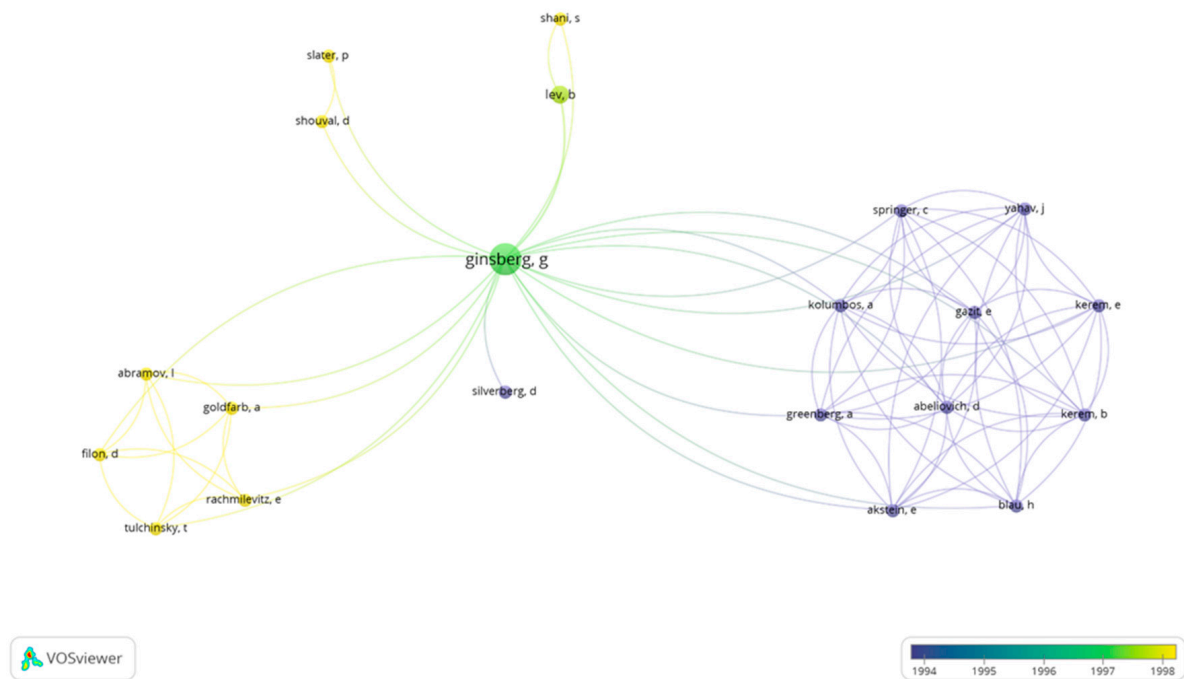 shani, s
slater, p
lev, b
shouval, d
springer, c
yahav, j
ginsberg, g
kolumbos, a
gazit, e
kerem, e
abramov, l
silverberg, d
goldfarb, a
greenberg, a
abeliovich, d
kerem, b
filon, d
rachmilevitz, e
akstein, e
blau, h
tulchinsky, t
VOSviewer
1994 1995 1996 1997 1998